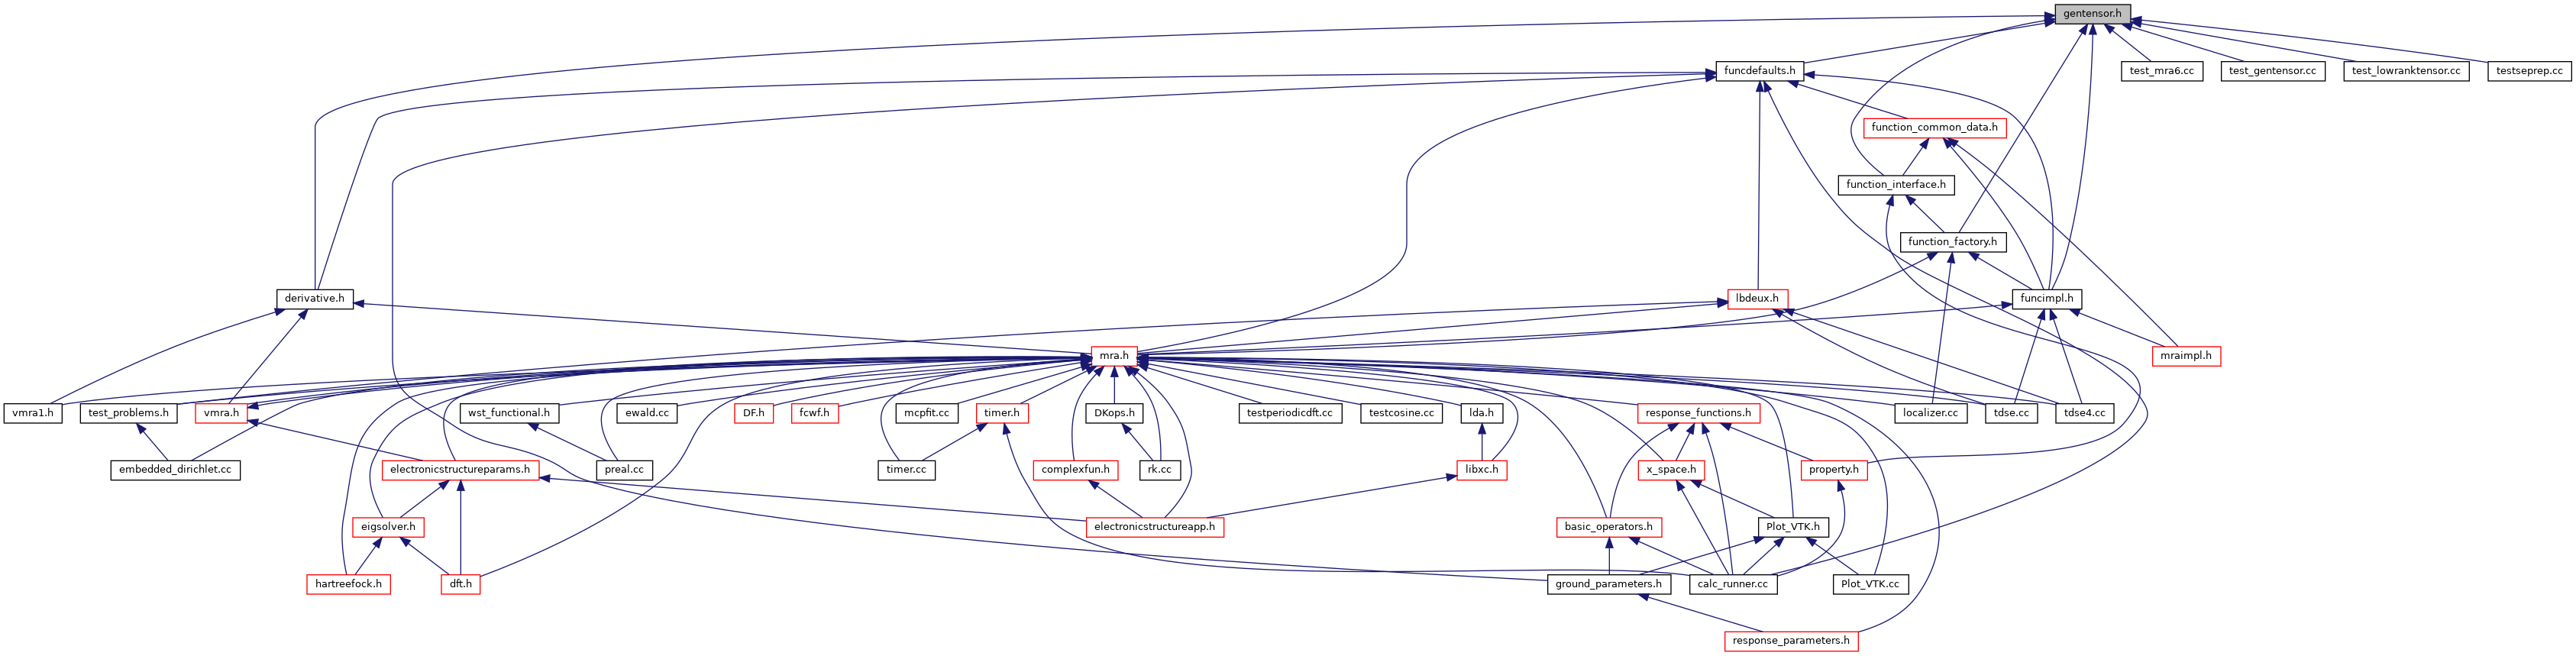 gentensor.h
funcdefaults.h
test_mra6.cc
test_gentensor.cc
test_lowranktensor.cc
testseprep.cc
function_common_data.h
function_interface.h
function_factory.h
derivative.h
lbdeux.h
funcimpl.h
mra.h
mraimpl.h
vmra1.h
test_problems.h
vmra.h
wst_functional.h
ewald.cc
DF.h
fcwf.h
mcpfit.cc
timer.h
DKops.h
testperiodicdft.cc
testcosine.cc
lda.h
response_functions.h
localizer.cc
tdse.cc
tdse4.cc
embedded_dirichlet.cc
electronicstructureparams.h
preal.cc
timer.cc
complexfun.h
rk.cc
libxc.h
x_space.h
property.h
eigsolver.h
electronicstructureapp.h
basic_operators.h
Plot_VTK.h
hartreefock.h
dft.h
ground_parameters.h
calc_runner.cc
Plot_VTK.cc
response_parameters.h